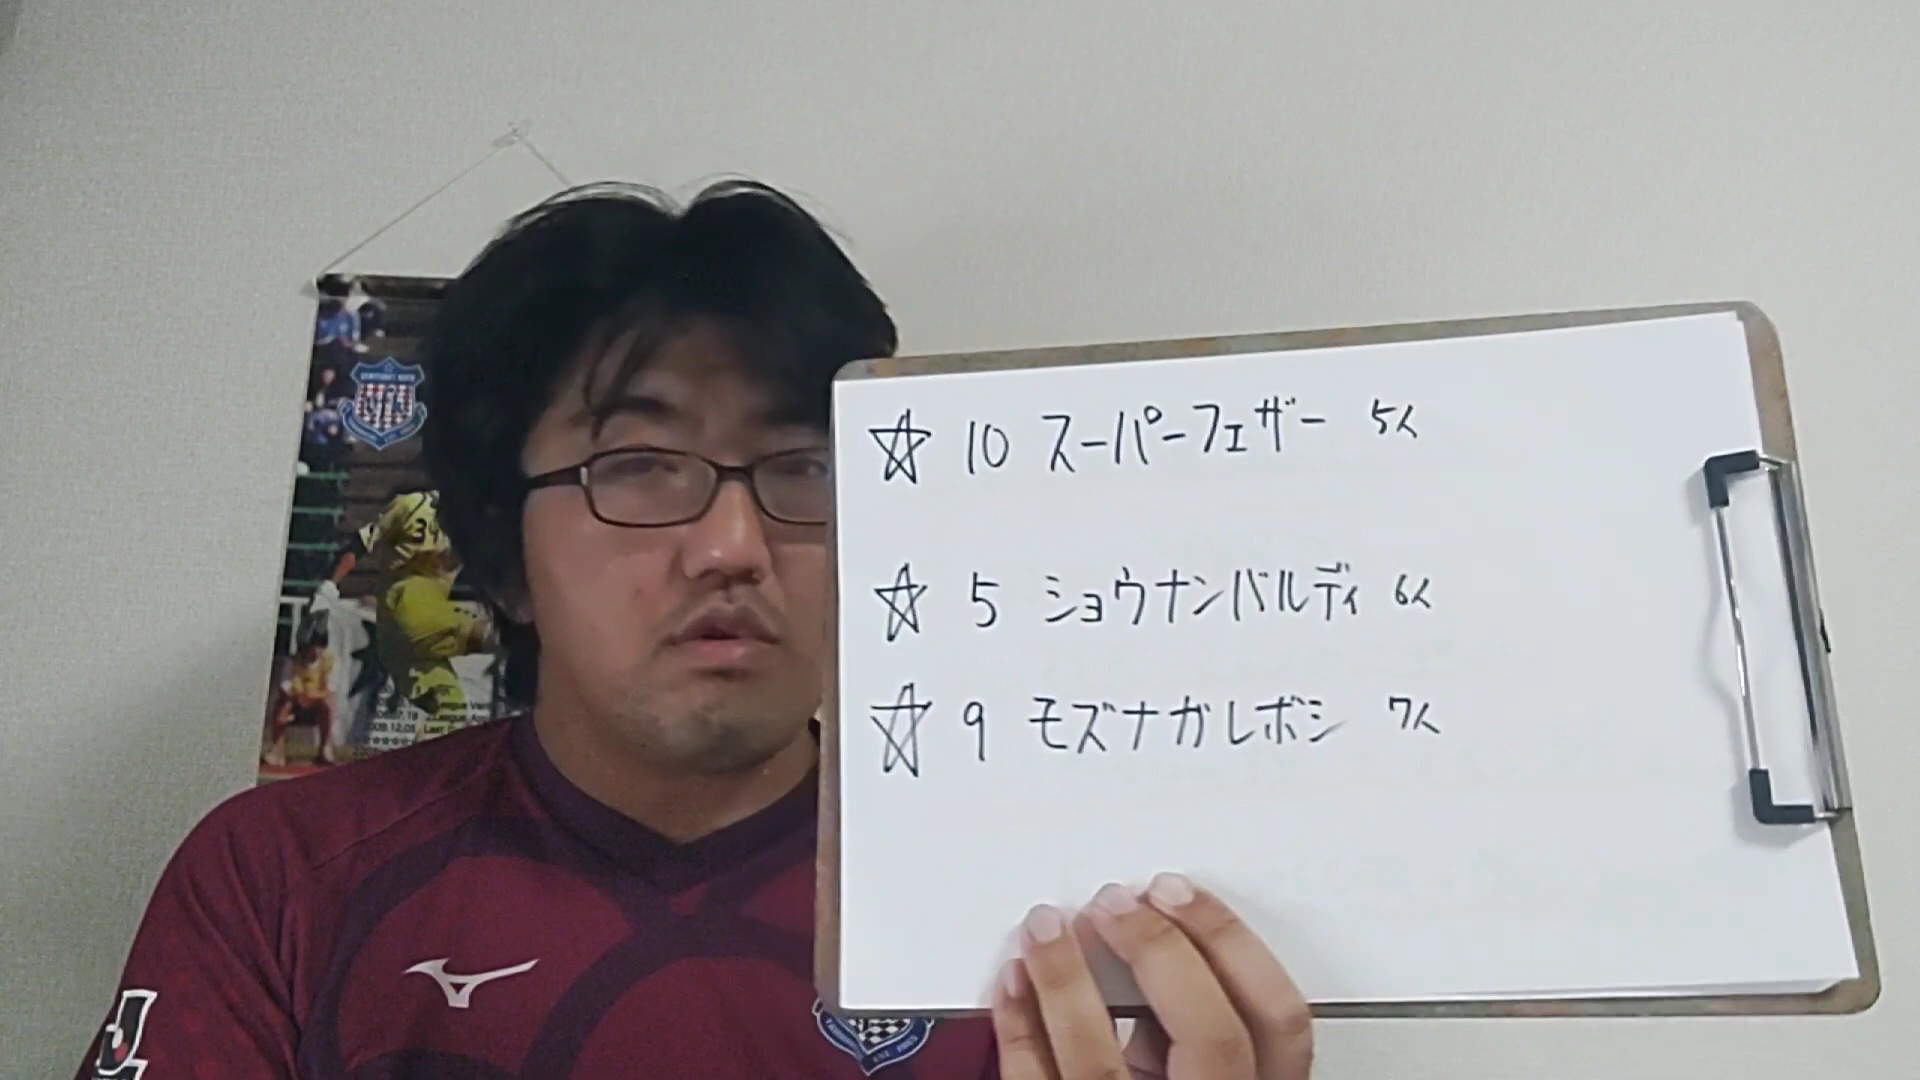 ☆ 10 スーパーフェザー 5人
☆ 5 ショウナンバルディ 6人
☆ 9 モズナガレボシ 7人
34